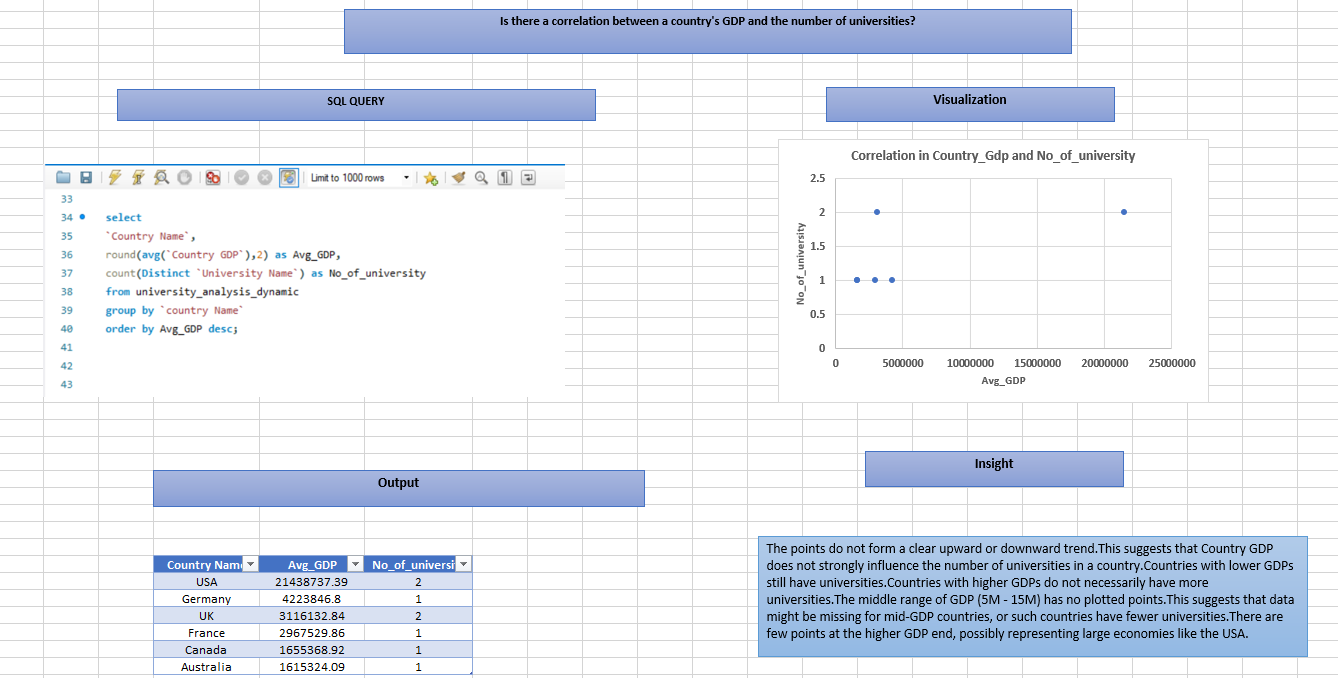 Is there a correlation between a country's GDP and the number of universities?
SQL QUERY
Limit to 1000 rows
33
34 select
35 `Country Name`,
36 round(avg(`Country GDP`),2) as Avg_GDP,
37 count(Distinct `University Name`) as No_of_university
38 from university_analysis_dynamic
39 group by `country Name`
40 order by Avg_GDP desc;
41
42
43
Visualization
Correlation in Country_Gdp and No_of_university
2.5
2
1.5
1
0.5
0
No_of_university
0 5000000 10000000 15000000 20000000 25000000
Avg_GDP
Output
Country Nam Avg_GDP No_of_universi
USA 21438737.39 2
Germany 4223846.8 1
UK 3116132.84 2
France 2967529.86 1
Canada 1655368.92 1
Australia 1615324.09 1
Insight
The points do not form a clear upward or downward trend.This suggests that Country GDP
does not strongly influence the number of universities in a country.Countries with lower GDPs
still have universities.Countries with higher GDPs do not necessarily have more
universities.The middle range of GDP (5M - 15M) has no plotted points.This suggests that data
might be missing for mid-GDP countries, or such countries have fewer universities.There are
few points at the higher GDP end, possibly representing large economies like the USA.